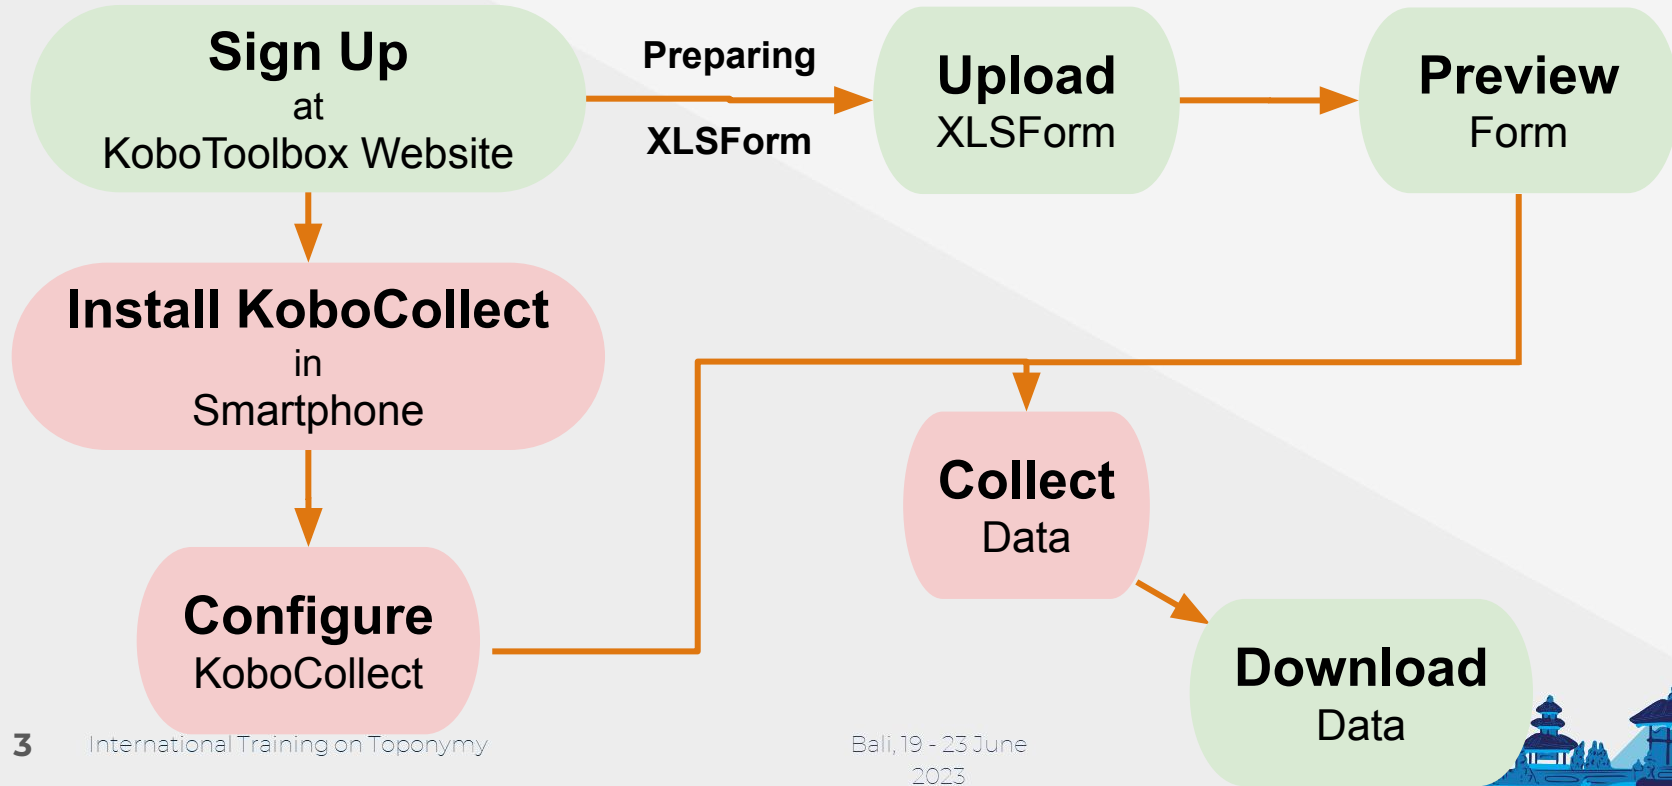 Sign Up
at
KoboToolbox Website
Preparing
XLSForm
Upload
XLSForm
Preview
Form
Install KoboCollect
in
Smartphone
Collect
Data
Configure
KoboCollect
Download
Data
3
International Training on Toponymy
Bali, 19 - 23 June
2023